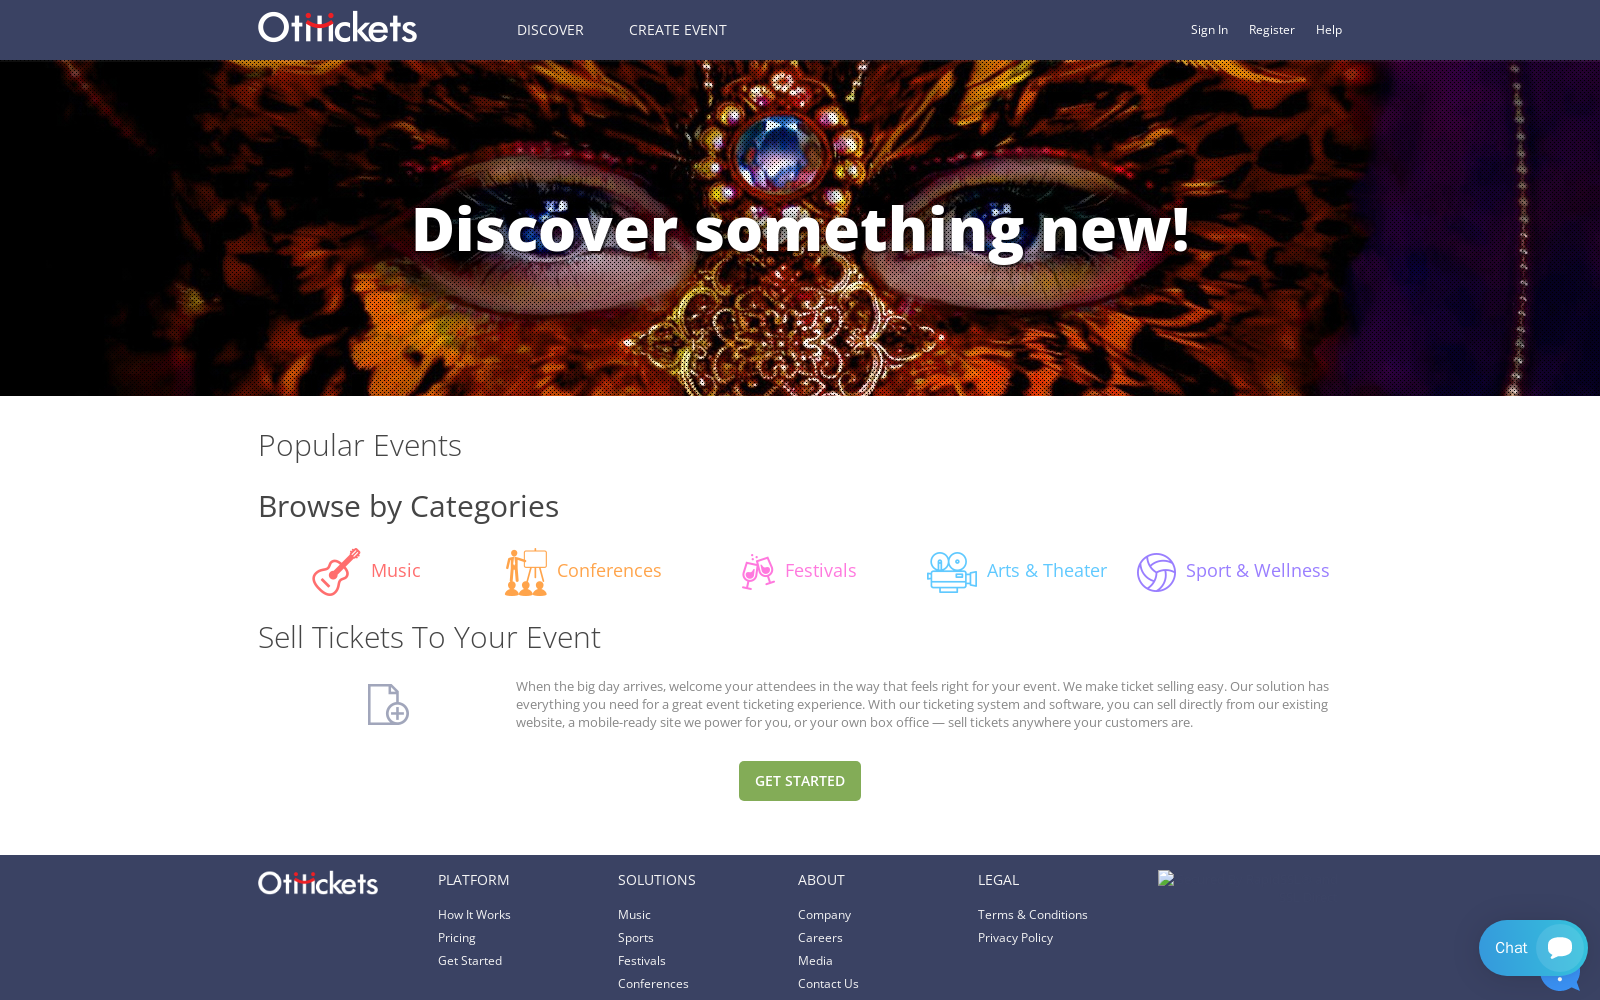 Otitickets
DISCOVER
CREATE EVENT
Sign In
Register
Help
Discover something new!
Popular Events
Browse by Categories
Music
Conferences
Festivals
Arts & Theater
Sport & Wellness
Sell Tickets To Your Event
When the big day arrives, welcome your attendees in the way that feels right for your event. We make ticket selling easy. Our solution has
everything you need for a great event ticketing experience. With our ticketing system and software, you can sell directly from our existing
website, a mobile-ready site we power for you, or your own box office — sell tickets anywhere your customers are.
GET STARTED
Otitickets
PLATFORM
How It Works
Pricing
Get Started
SOLUTIONS
Music
Sports
Festivals
Conferences
ABOUT
Company
Careers
Media
Contact Us
LEGAL
Terms & Conditions
Privacy Policy
Chat